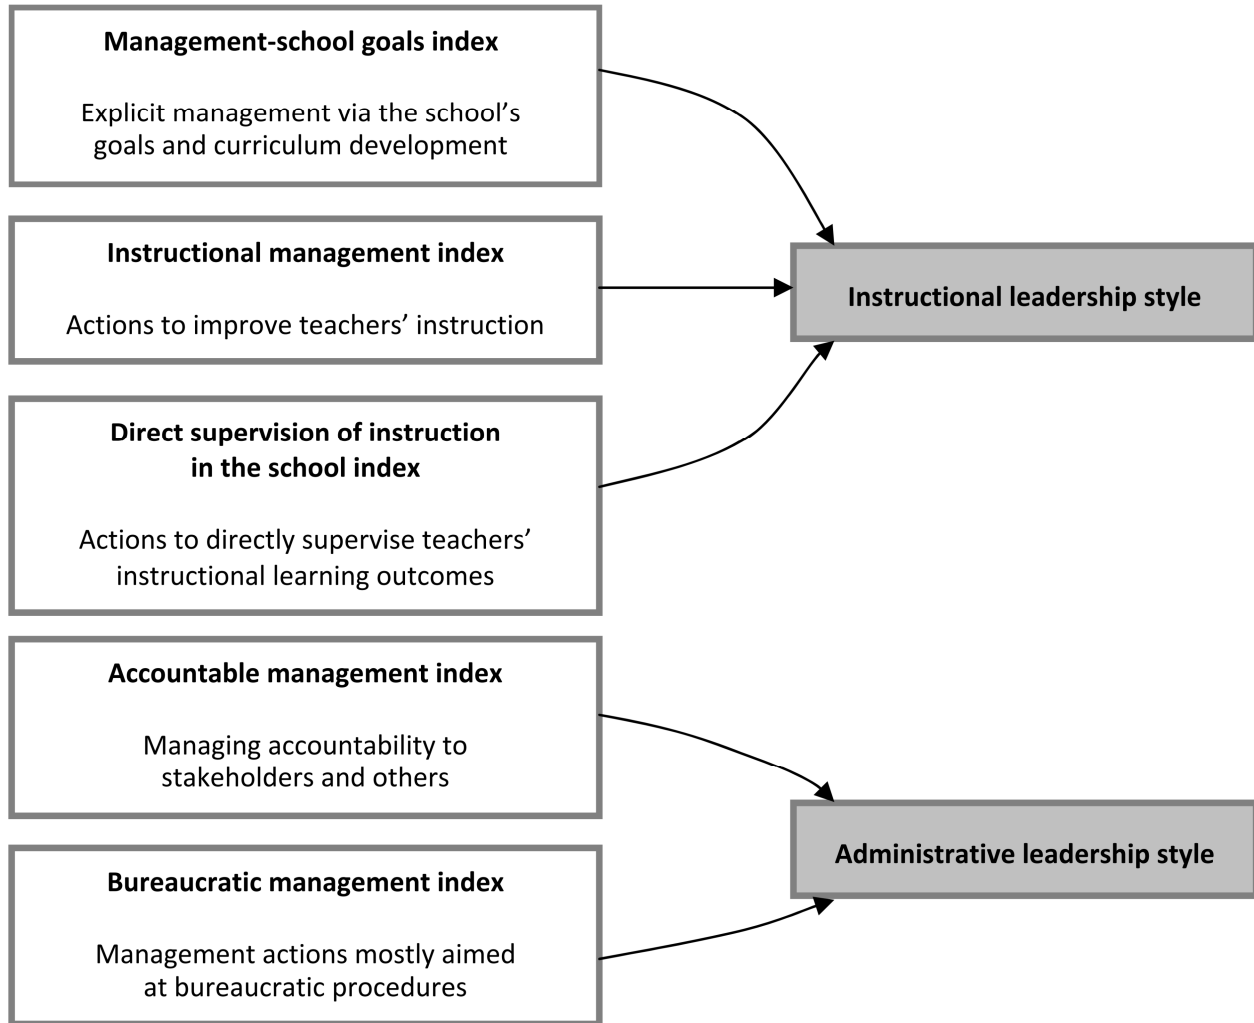 Management-school goals index
Explicit management via the school’s
goals and curriculum development
Instructional management index
Actions to improve teachers’ instruction
Instructional leadership style
Direct supervision of instruction
in the school index
Actions to directly supervise teachers’
instructional learning outcomes
Accountable management index
Managing accountability to
stakeholders and others
Administrative leadership style
Bureaucratic management index
Management actions mostly aimed
at bureaucratic procedures